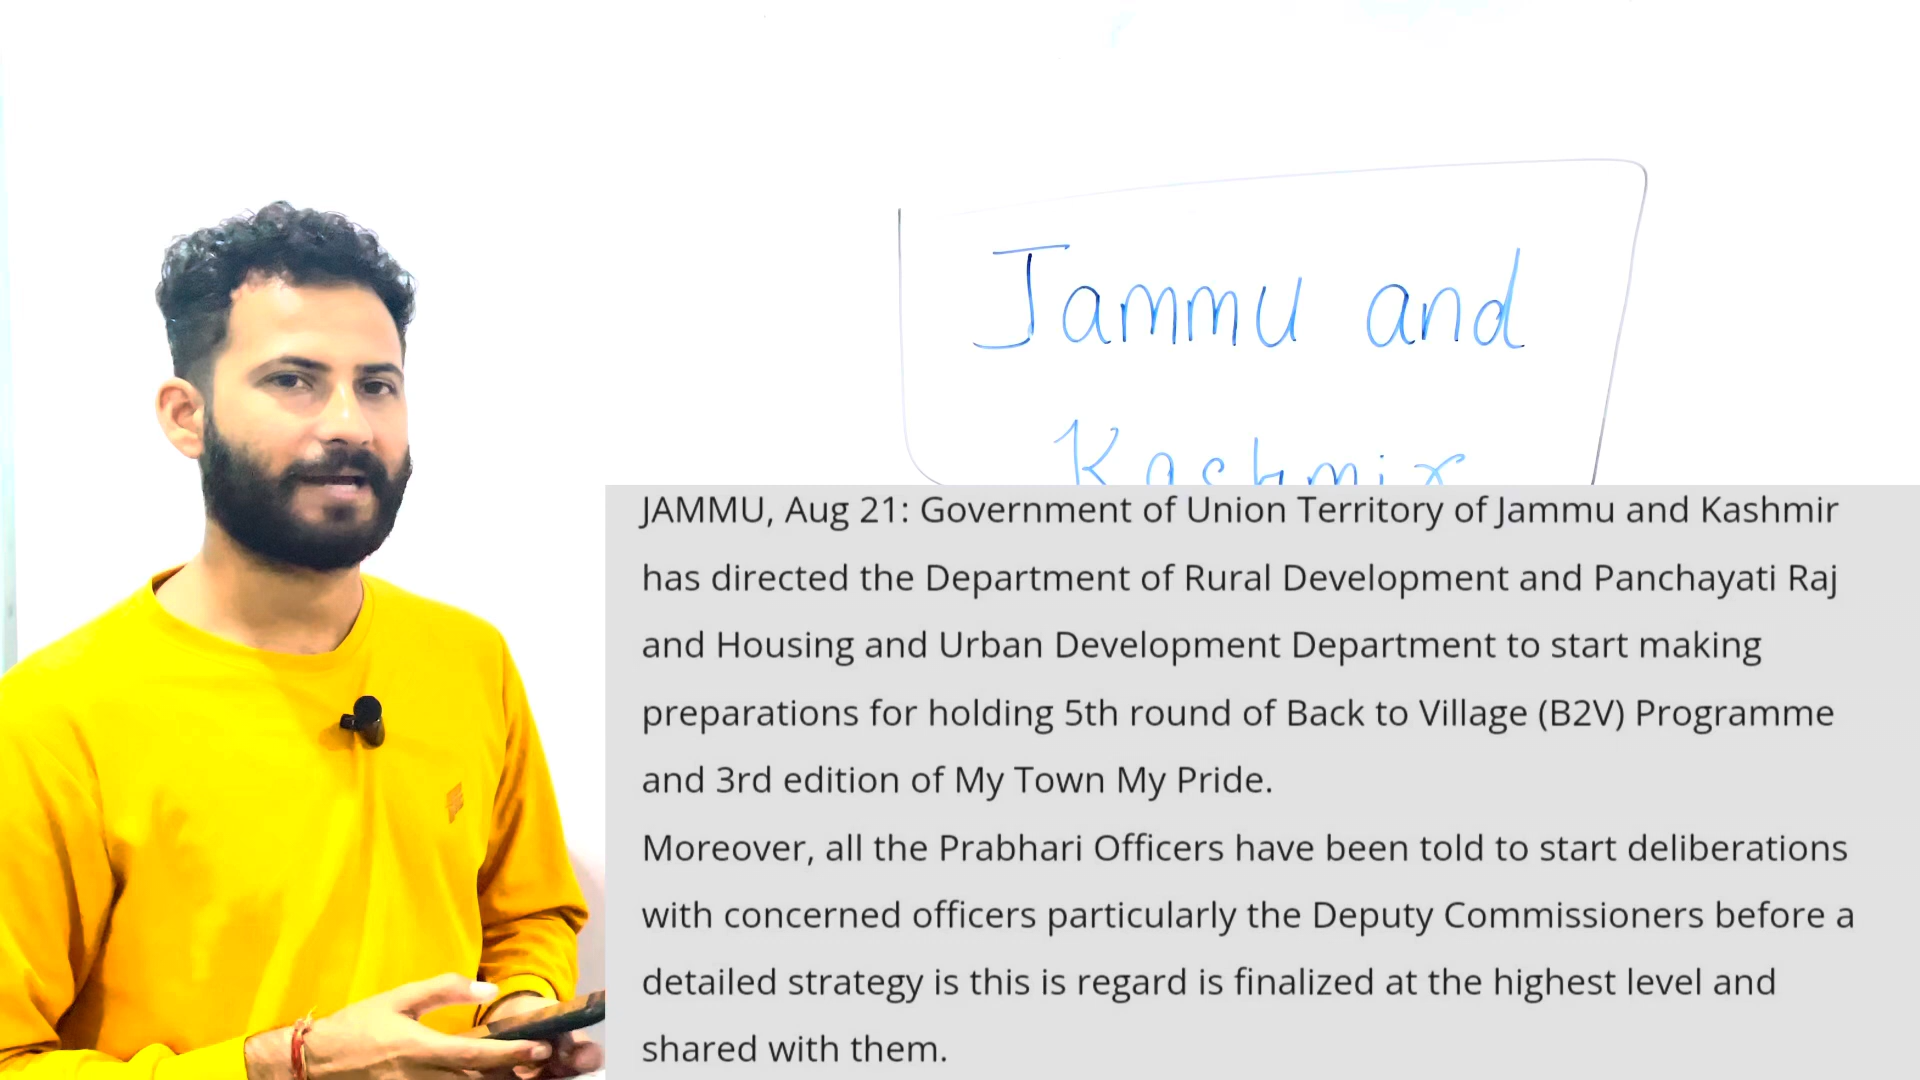 Jammu and
Kashmir
JAMMU, Aug 21: Government of Union Territory of Jammu and Kashmir
has directed the Department of Rural Development and Panchayati Raj
and Housing and Urban Development Department to start making
preparations for holding 5th round of Back to Village (B2V) Programme
and 3rd edition of My Town My Pride.
Moreover, all the Prabhari Officers have been told to start deliberations
with concerned officers particularly the Deputy Commissioners before a
detailed strategy is this is regard is finalized at the highest level and
shared with them.